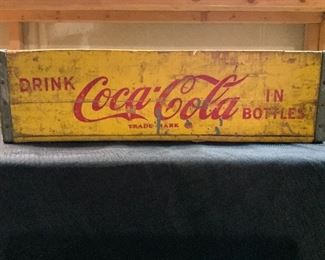 DRINK Coca-Cola IN
BOTTLES
TRADE-MARK ®